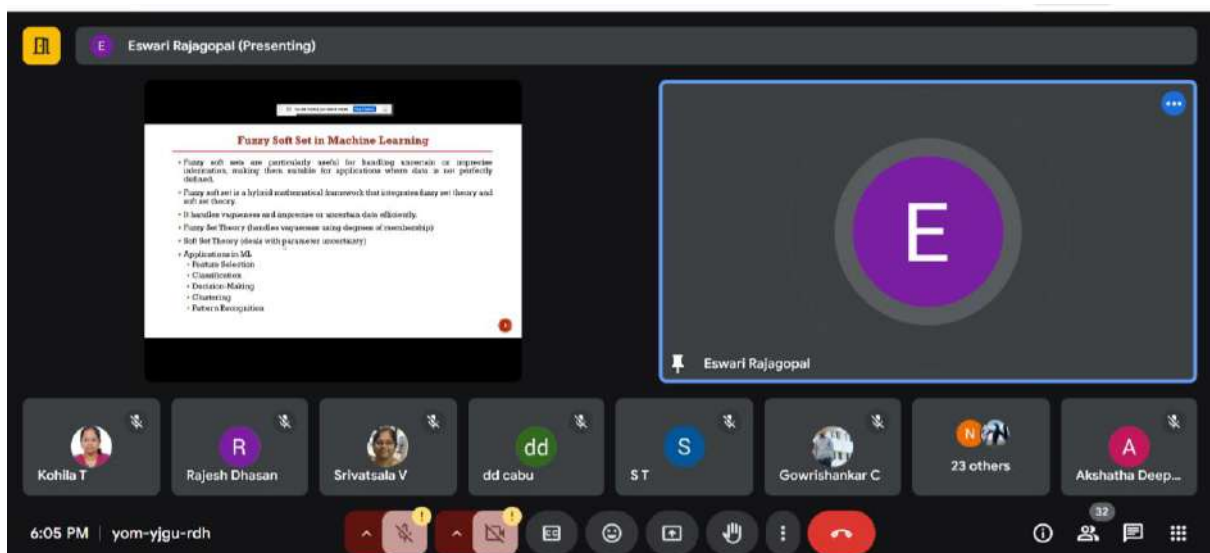 E Eswari Rajagopal (Presenting)
Fuzzy Soft Set in Machine Learning
• Fuzzy soft sets are particularly useful for handling uncertain or imprecise
information, making them suitable for applications where data is not perfectly
defined.
• Fuzzy soft set is a hybrid mathematical framework that integrates fuzzy set theory and
soft set theory.
• It handles vagueness and imprecise or uncertain data efficiently.
• Fuzzy Set Theory (handles vagueness using degrees of membership)
• Soft Set Theory (deals with parameter uncertainty)
• Applications in ML
• Feature Selection
• Classification
• Decision-Making
• Clustering
• Pattern Recognition
E
Eswari Rajagopal
Kohila T
R
Rajesh Dhasan
Srivatsala V
dd
dd cabu
S
S T
Gowrishankar C
N
23 others
A
Akshatha Deep...
6:05 PM | yom-yjgu-rdh
CC
32